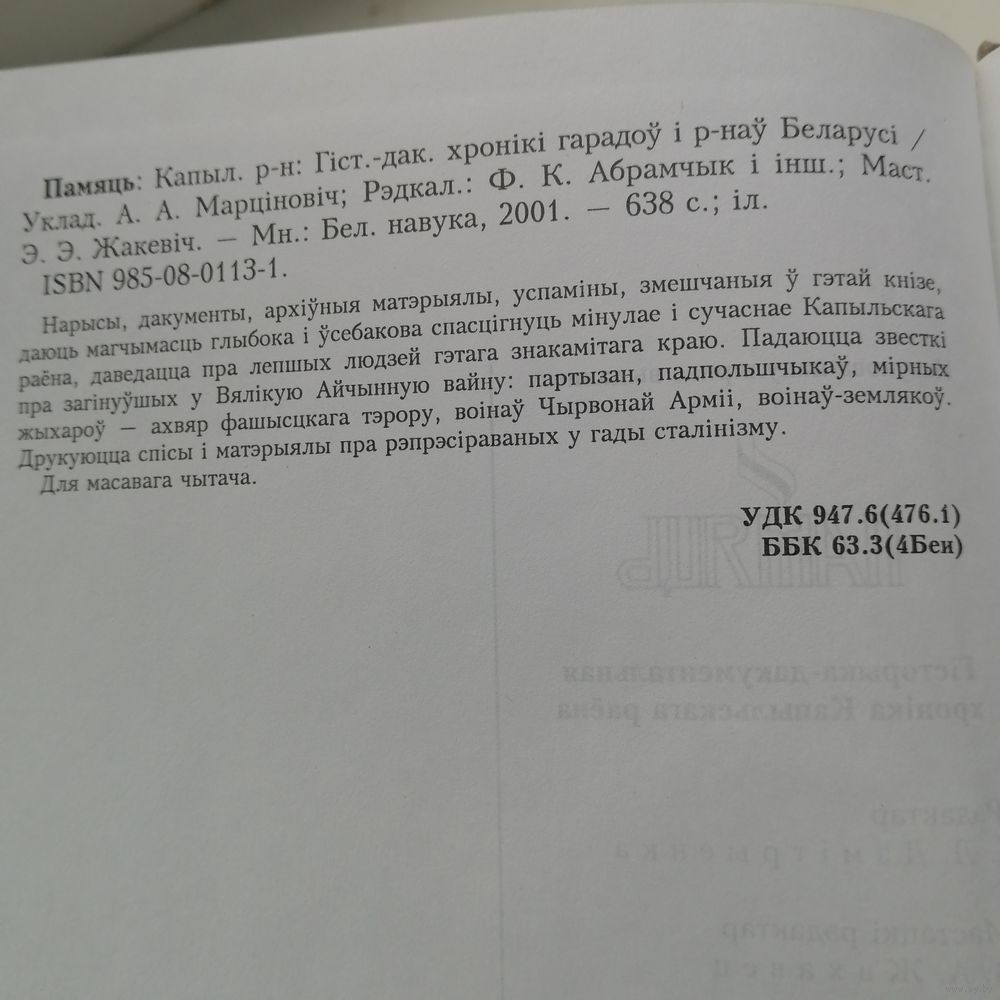 Памяць: Капыл. р-н: Гіст.-дак. хронікі гарадоў і р-наў Беларусі /
Уклад. А. А. Марціновіч; Рэдкал.: Ф. К. Абрамчык і інш.; Маст.
Э. Э. Жакевіч. — Мн.: Бел. навука, 2001. — 638 с.; іл.
ISBN 985-08-0113-1.
Нарысы, дакументы, архіўныя матэрыялы, успаміны, змешчаныя ў гэтай кнізе,
даюць магчымасць глыбока і ўсебакова спасцігнуць мінулае і сучаснае Капыльскага
раёна, даведацца пра лепшых людзей гэтага знакамітага краю. Падаюцца звесткі
пра загінуўшых у Вялікую Айчынную вайну: партызан, падпольшчыкаў, мірных
жыхароў — ахвяр фашысцкага тэрору, воінаў Чырвонай Арміі, воінаў-землякоў.
Друкуюцца спісы і матэрыялы пра рэпрэсіраваных у гады сталінізму.
Для масавага чытача.
УДК 947.6(476.1)
ББК 63.3(4Беи)
Гісторыка-дакументальная
хроніка Капыльскага раёна